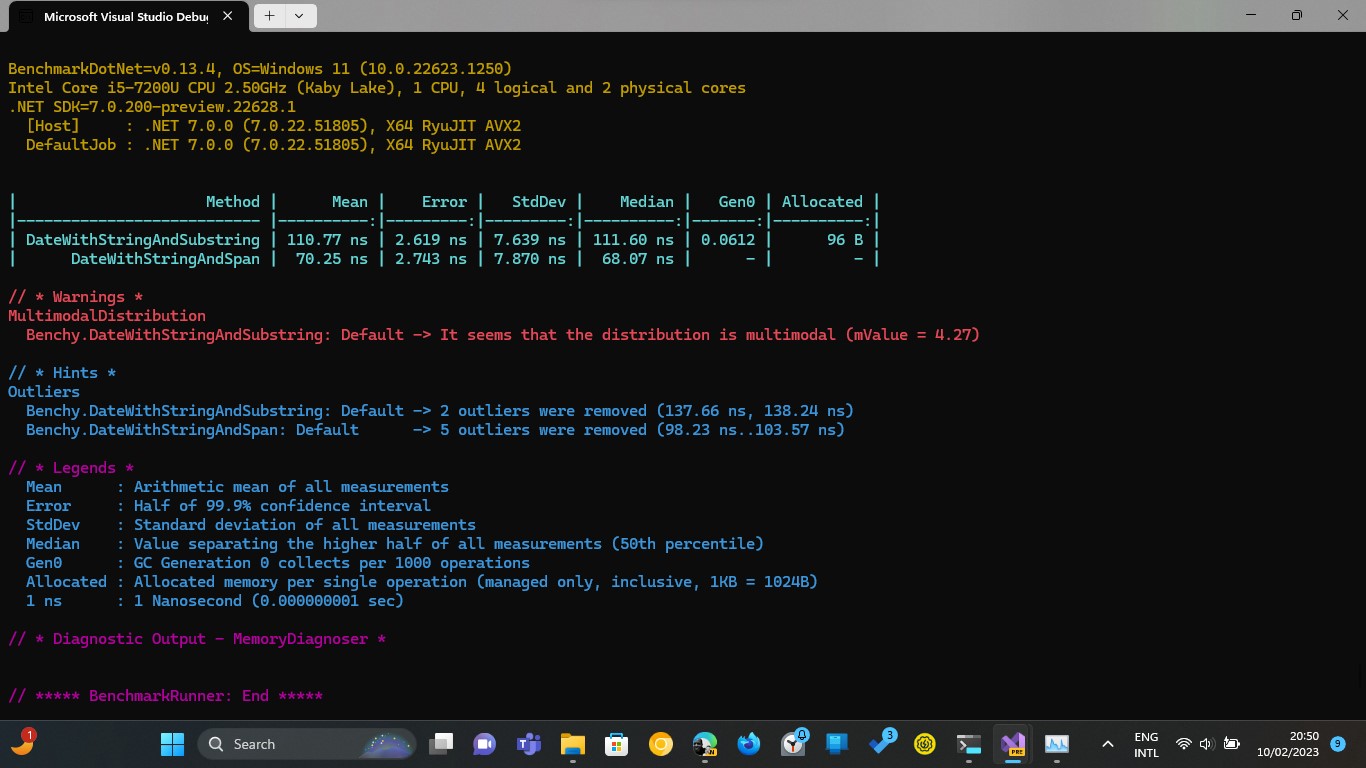 Microsoft Visual Studio Debu
BenchmarkDotNet=v0.13.4, OS=Windows 11 (10.0.22623.1250)
Intel Core i5-7200U CPU 2.50GHz (Kaby Lake), 1 CPU, 4 logical and 2 physical cores
.NET SDK=7.0.200-preview.22628.1
[Host]     : .NET 7.0.0 (7.0.22.51805), X64 RyuJIT AVX2
DefaultJob : .NET 7.0.0 (7.0.22.51805), X64 RyuJIT AVX2
|                     Method |      Mean |    Error |   StdDev |    Median |   Gen0 | Allocated |
|--------------------------- |----------:|---------:|---------:|----------:|-------:|----------:|
| DateWithStringAndSubstring | 110.77 ns | 2.619 ns | 7.639 ns | 111.60 ns | 0.0612 |      96 B |
|      DateWithStringAndSpan |  70.25 ns | 2.743 ns | 7.870 ns |  68.07 ns |      - |         - |
// * Warnings *
MultimodalDistribution
Benchy.DateWithStringAndSubstring: Default -> It seems that the distribution is multimodal (mValue = 4.27)
// * Hints *
Outliers
Benchy.DateWithStringAndSubstring: Default -> 2 outliers were removed (137.66 ns, 138.24 ns)
Benchy.DateWithStringAndSpan: Default      -> 5 outliers were removed (98.23 ns..103.57 ns)
// * Legends *
Mean      : Arithmetic mean of all measurements
Error     : Half of 99.9% confidence interval
StdDev    : Standard deviation of all measurements
Median    : Value separating the higher half of all measurements (50th percentile)
Gen0      : GC Generation 0 collects per 1000 operations
Allocated : Allocated memory per single operation (managed only, inclusive, 1KB = 1024B)
1 ns      : 1 Nanosecond (0.000000001 sec)
// * Diagnostic Output - MemoryDiagnoser *
// ***** BenchmarkRunner: End *****
1
Search
3
PRE
ENG
INTL
20:50
10/02/2023
9